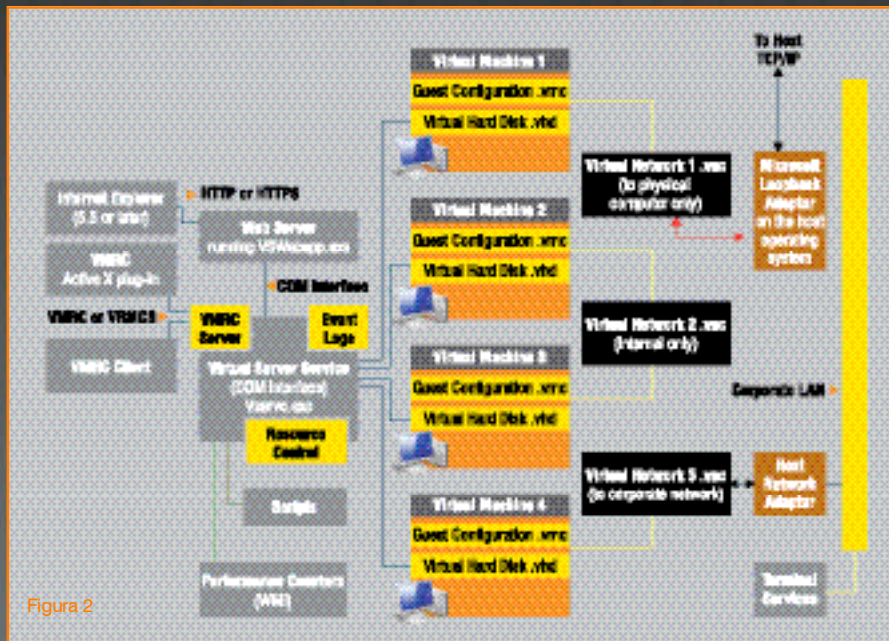 Virtual Machine 1
Guest Configuration .vmc
Virtual Hard Disk .vhd
To Host
TCP/IP
Virtual Network 1 .vnc
(to physical
computer only)
Microsoft
Loopback
Adapter
on the host
operating
system
Internet Explorer
(5.5 or later)
HTTP or HTTPS
Web Server
running VSWebapp.exe
VMRC
Active X plug-in
COM Interface
VMRC or VRMCS
VMRC
Server
Event
Logs
VMRC Client
Virtual Server Service
(COM Interface)
Vssrvc.exe
Resource
Control
Scripts
Performance Counters
(WMI)
Virtual Machine 2
Guest Configuration .vmc
Virtual Hard Disk .vhd
Virtual Network 2 .vnc
(Internal only)
Virtual Machine 3
Guest Configuration .vmc
Virtual Hard Disk .vhd
Corporate LAN
Virtual Network 3 .vnc
(to corporate network)
Host
Network
Adapter
Virtual Machine 4
Guest Configuration .vmc
Virtual Hard Disk .vhd
Terminal
Services
Figura 2